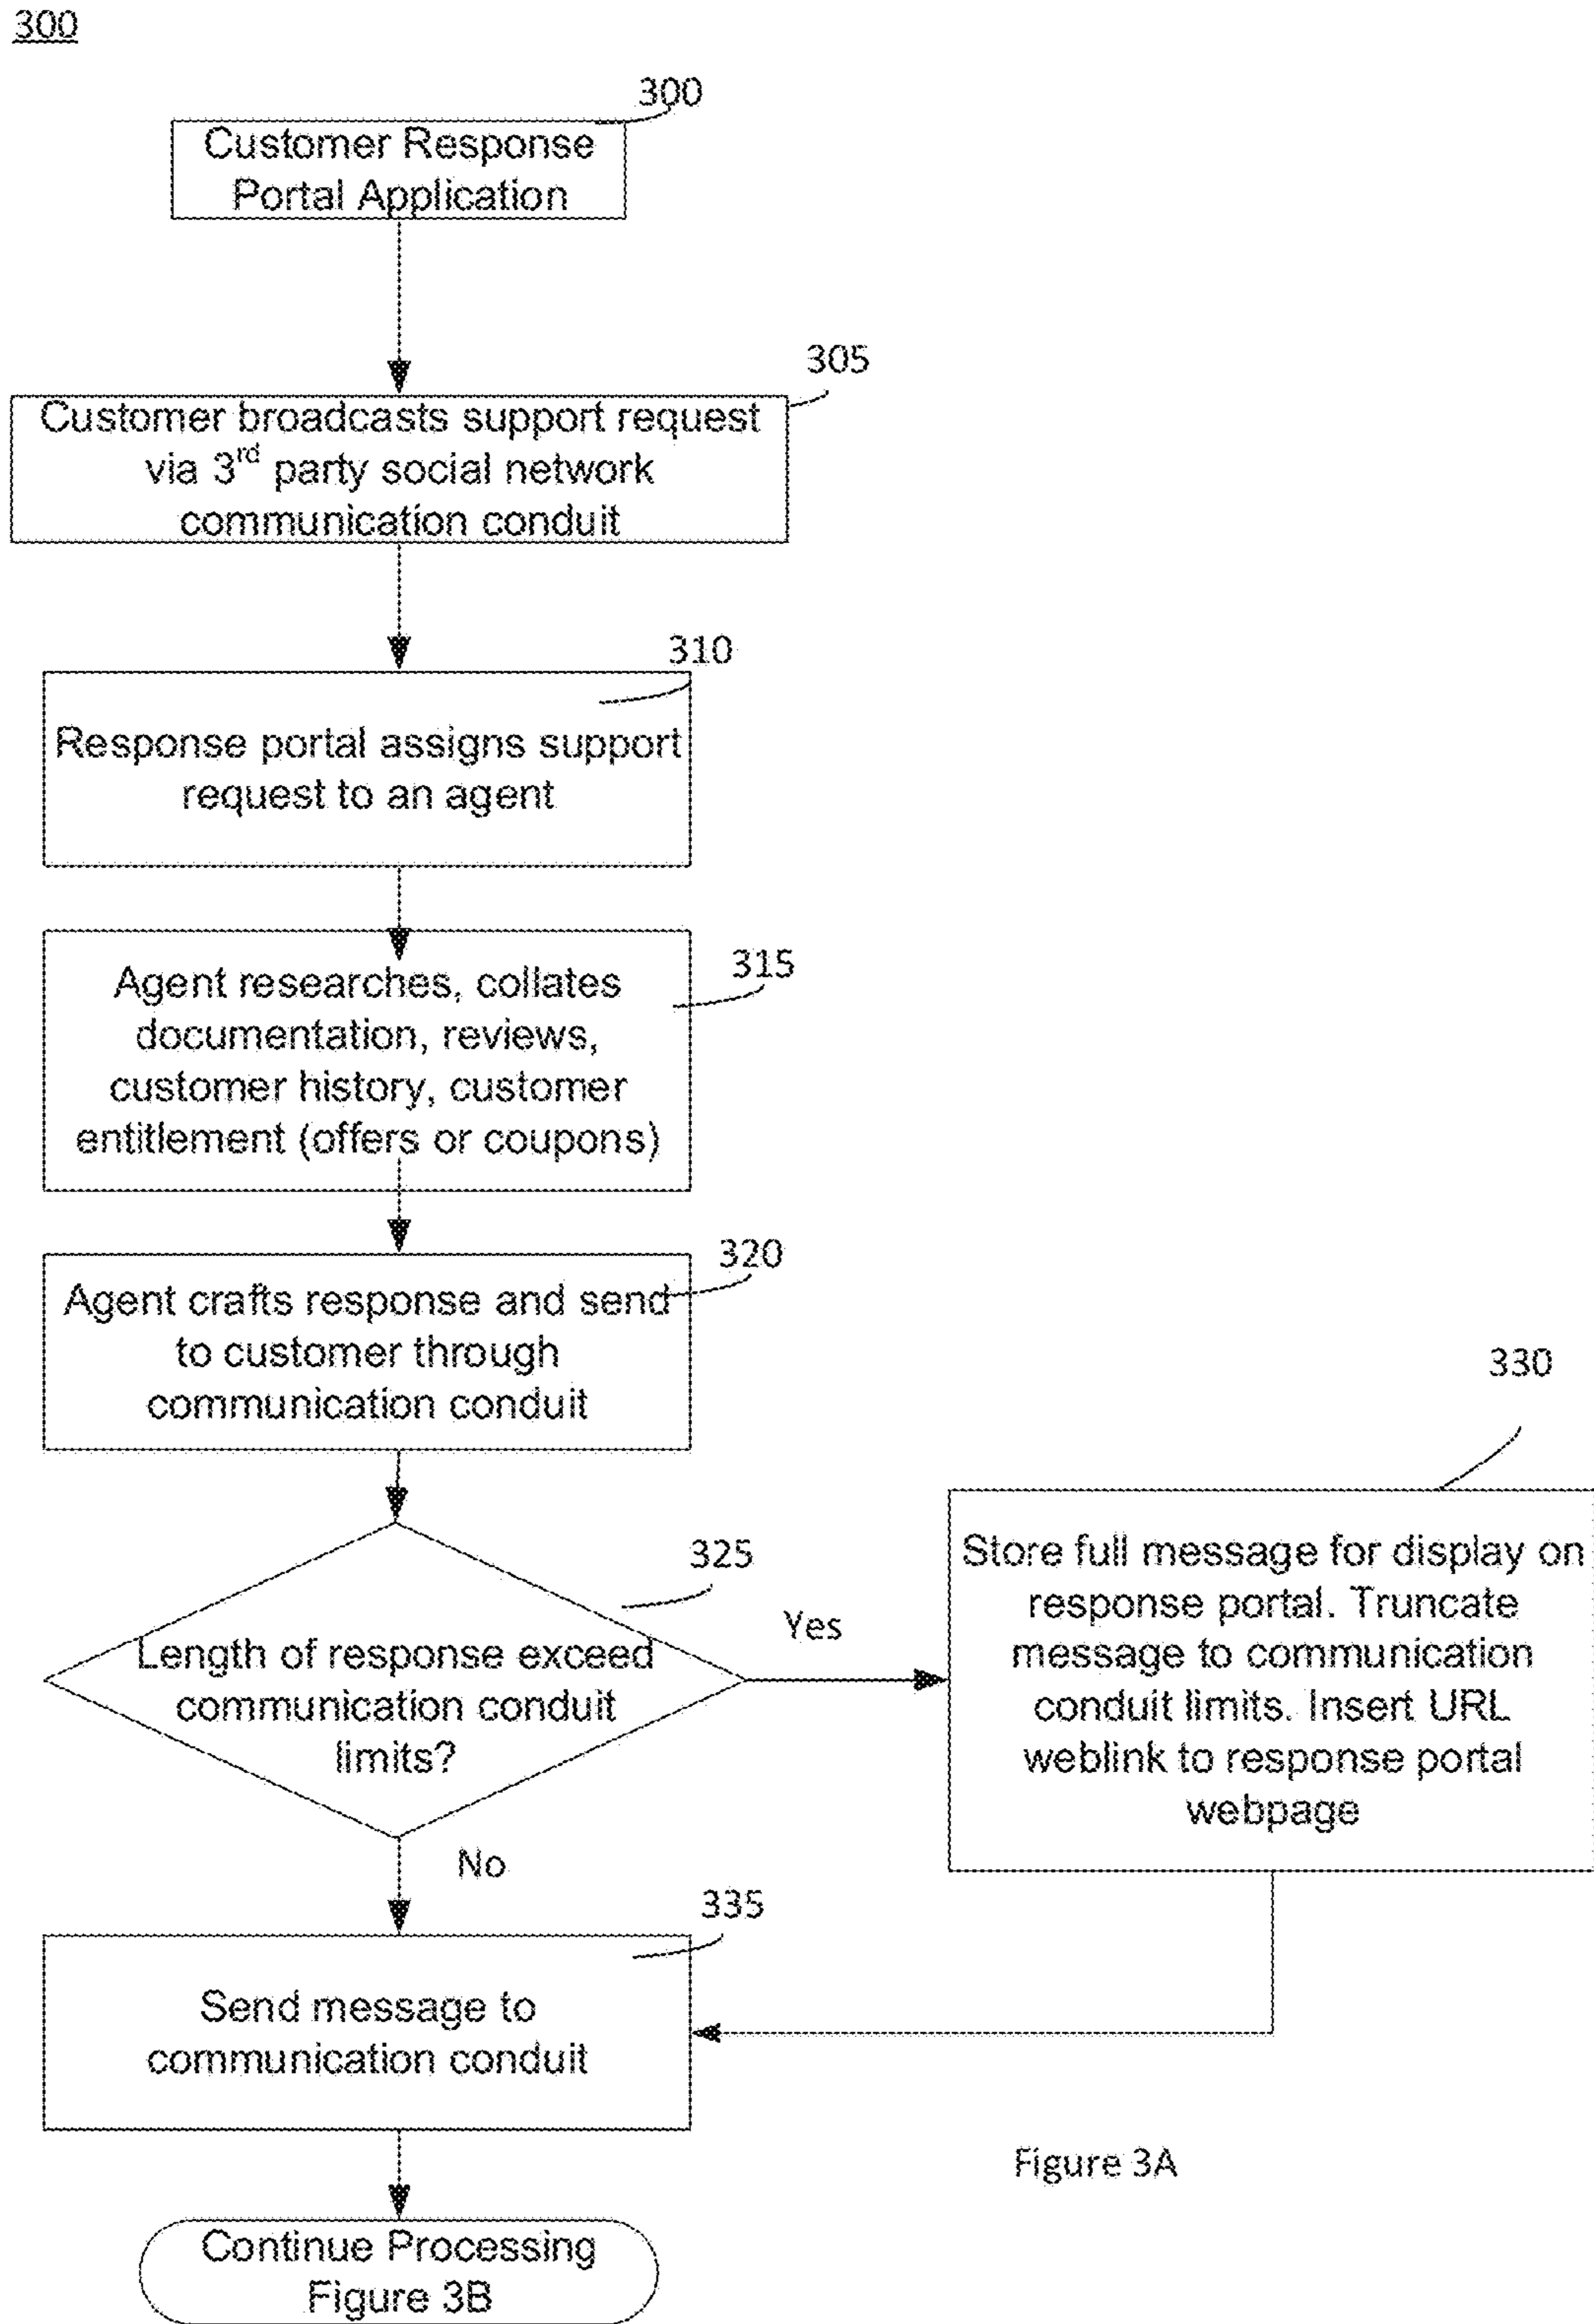 300
300
Customer Response
Portal Application
305
Customer broadcasts support request
via 3rd party social network
communication conduit
310
Response portal assigns support
request to an agent
315
Agent researches, collates
documentation, reviews,
customer history, customer
entitlement (offers or coupons)
320
Agent crafts response and send
to customer through
communication conduit
325
Length of response exceed
communication conduit
limits?
Yes
330
Store full message for display on
response portal. Truncate
message to communication
conduit limits. Insert URL
weblink to response portal
webpage
No
335
Send message to
communication conduit
Figure 3A
Continue Processing
Figure 3B